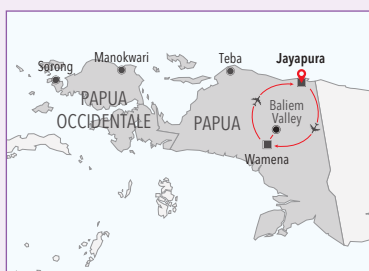 Sorong
Manokwari
Teba
Jayapura
PAPUA
OCCIDENTALE
PAPUA
Baliem
Valley
Wamena